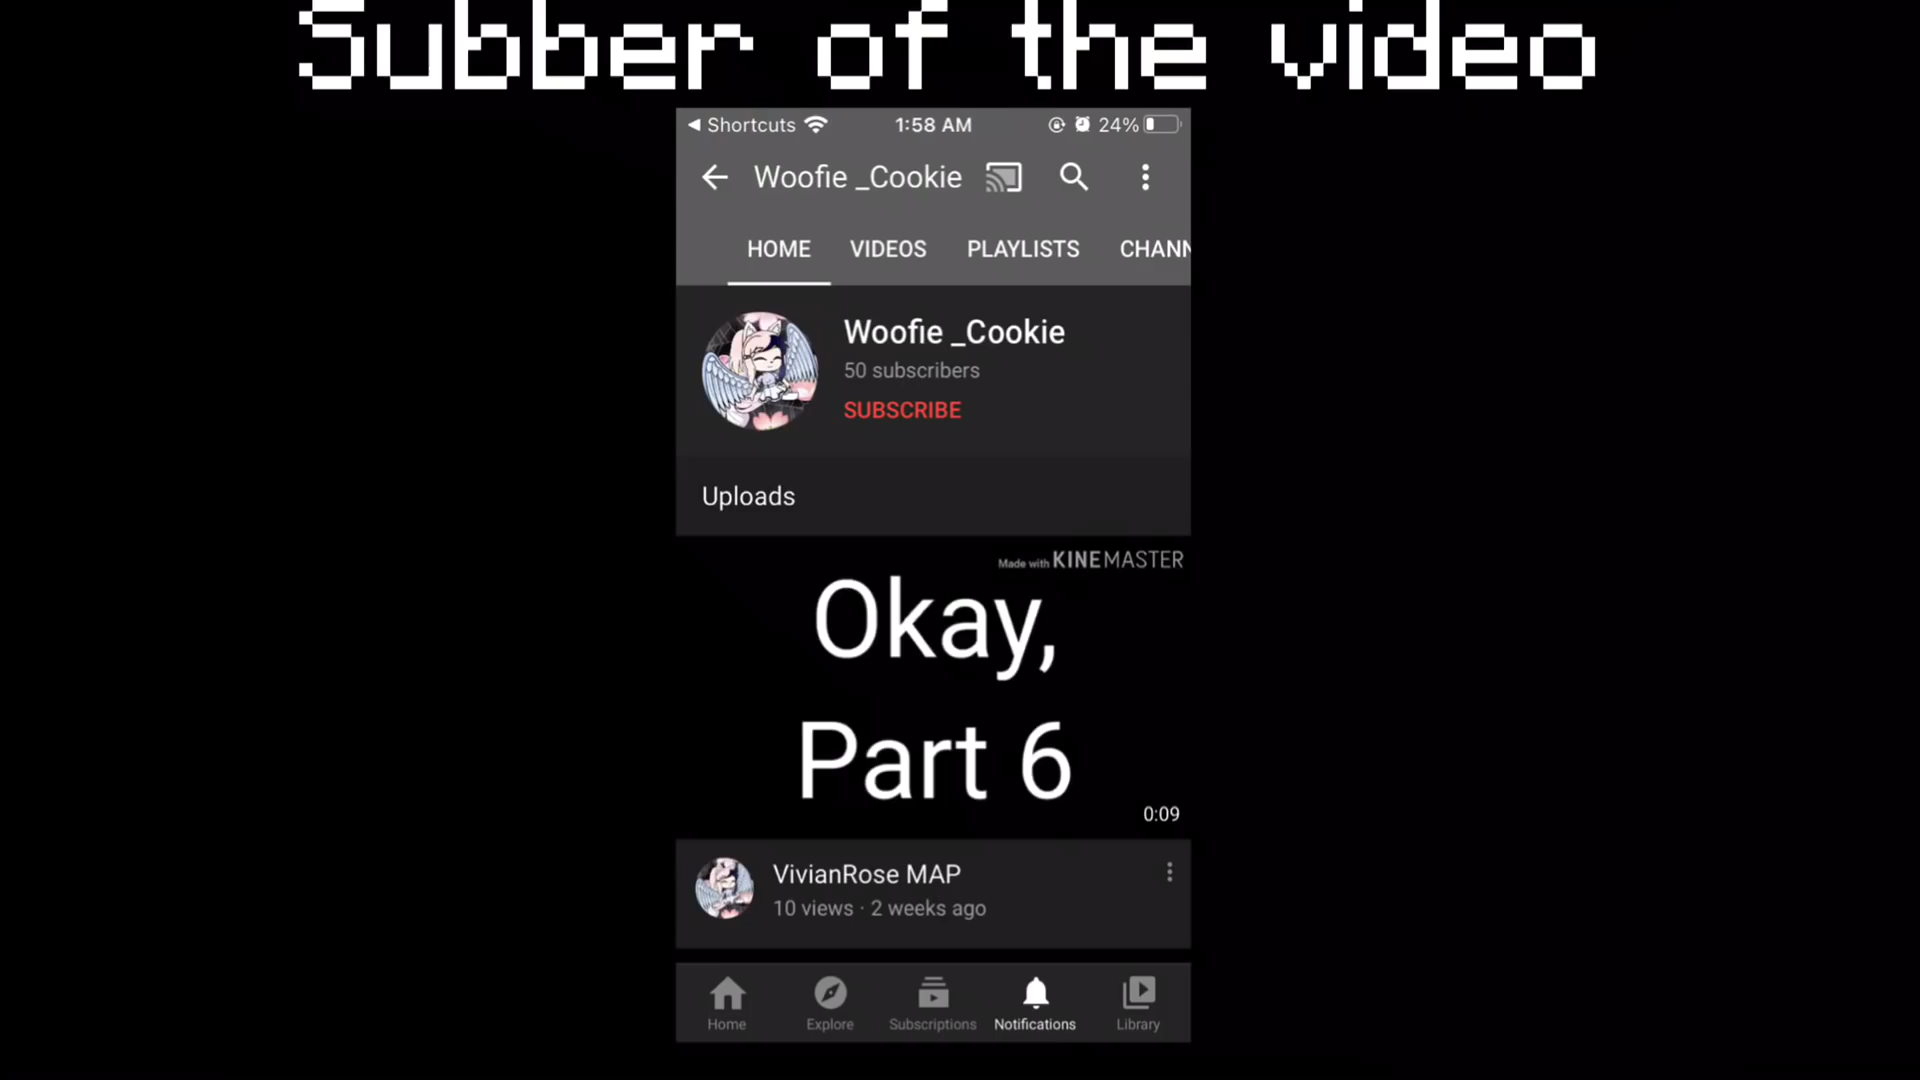 Subber of the video
Shortcuts 1:58 AM 24%
Woofie _Cookie
HOME VIDEOS PLAYLISTS CHANN
Woofie _Cookie
50 subscribers
SUBSCRIBE
Uploads
Made with KINEMASTER
Okay,
Part 6
0:09
VivianRose MAP
10 views · 2 weeks ago
Home Explore Subscriptions Notifications Library